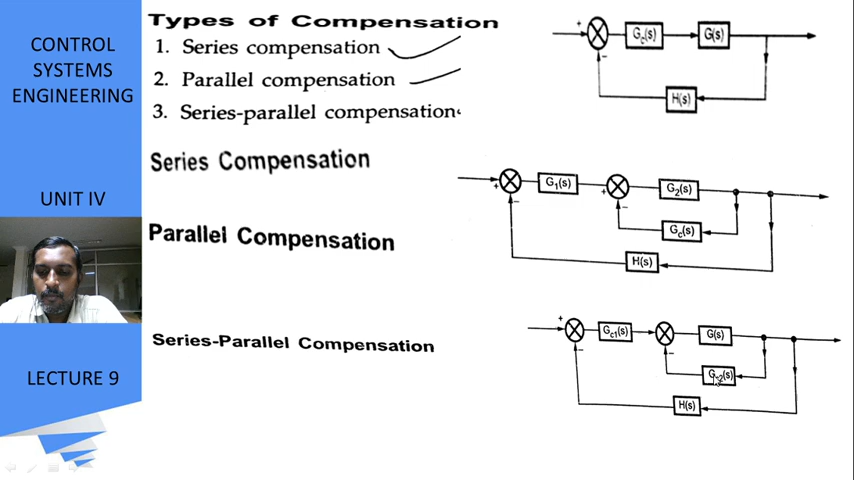 CONTROL
SYSTEMS
ENGINEERING
UNIT IV
LECTURE 9
Types of Compensation
1. Series compensation
2. Parallel compensation
3. Series-parallel compensation
Series Compensation
Parallel Compensation
Series-Parallel Compensation
+
Gc(s)
G(s)
−
H(s)
+
G1(s)
+
G2(s)
−
−
Gc(s)
H(s)
+
Gc1(s)
G(s)
−
−
Gc2(s)
H(s)